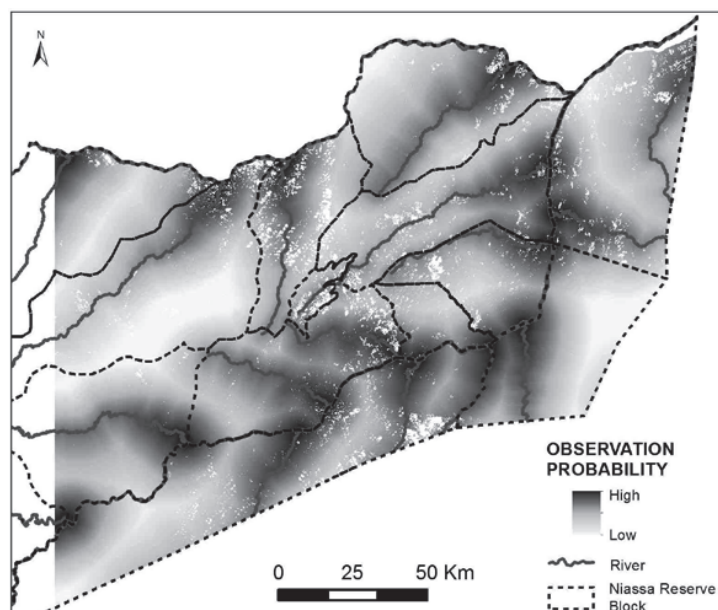 N
OBSERVATION
PROBABILITY
High
Low
River
Niassa Reserve
Block
0 25 50 Km